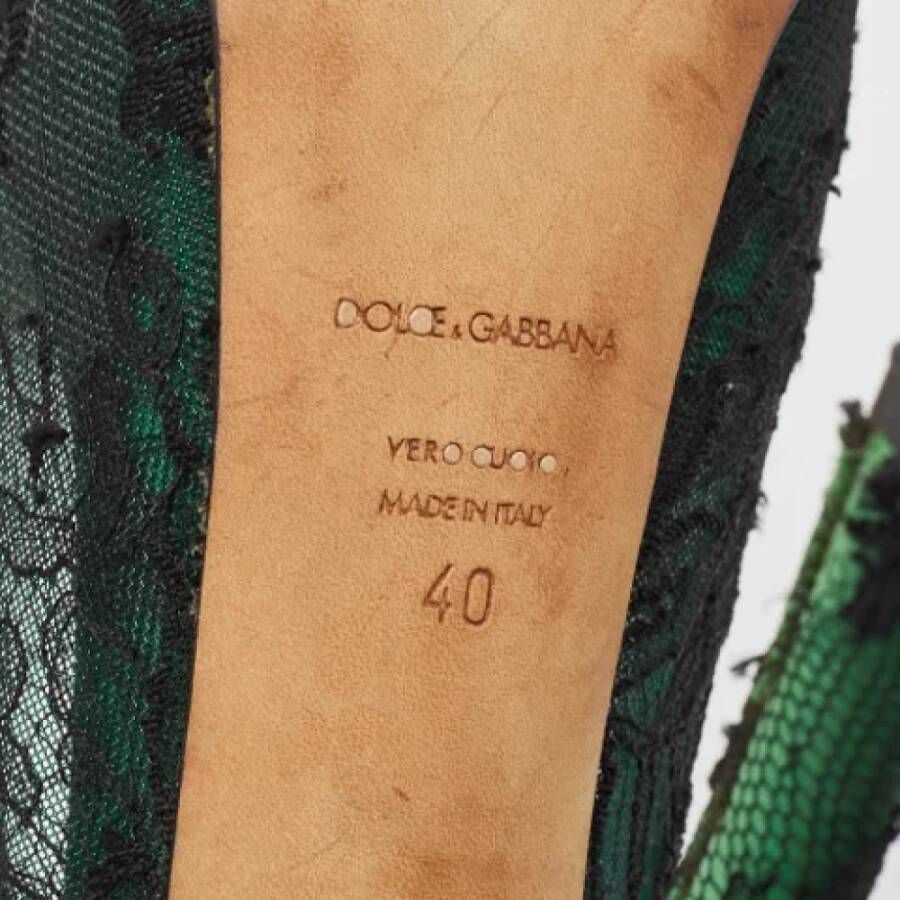 DOLCE & GABBANA
VERO CUOIO,
MADE IN ITALY
40